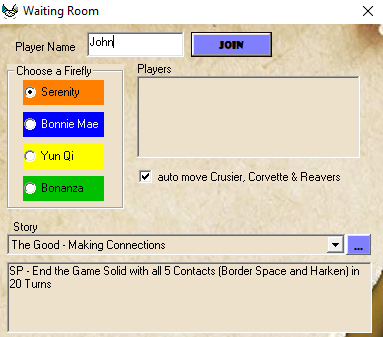 Waiting Room
Player Name
John
JOIN
Choose a Firefly
Serenity
Bonnie Mae
Yun Qi
Bonanza
Players
auto move Crusier, Corvette & Reavers
Story
The Good - Making Connections
...
SP - End the Game Solid with all 5 Contacts (Border Space and Harken) in
20 Turns